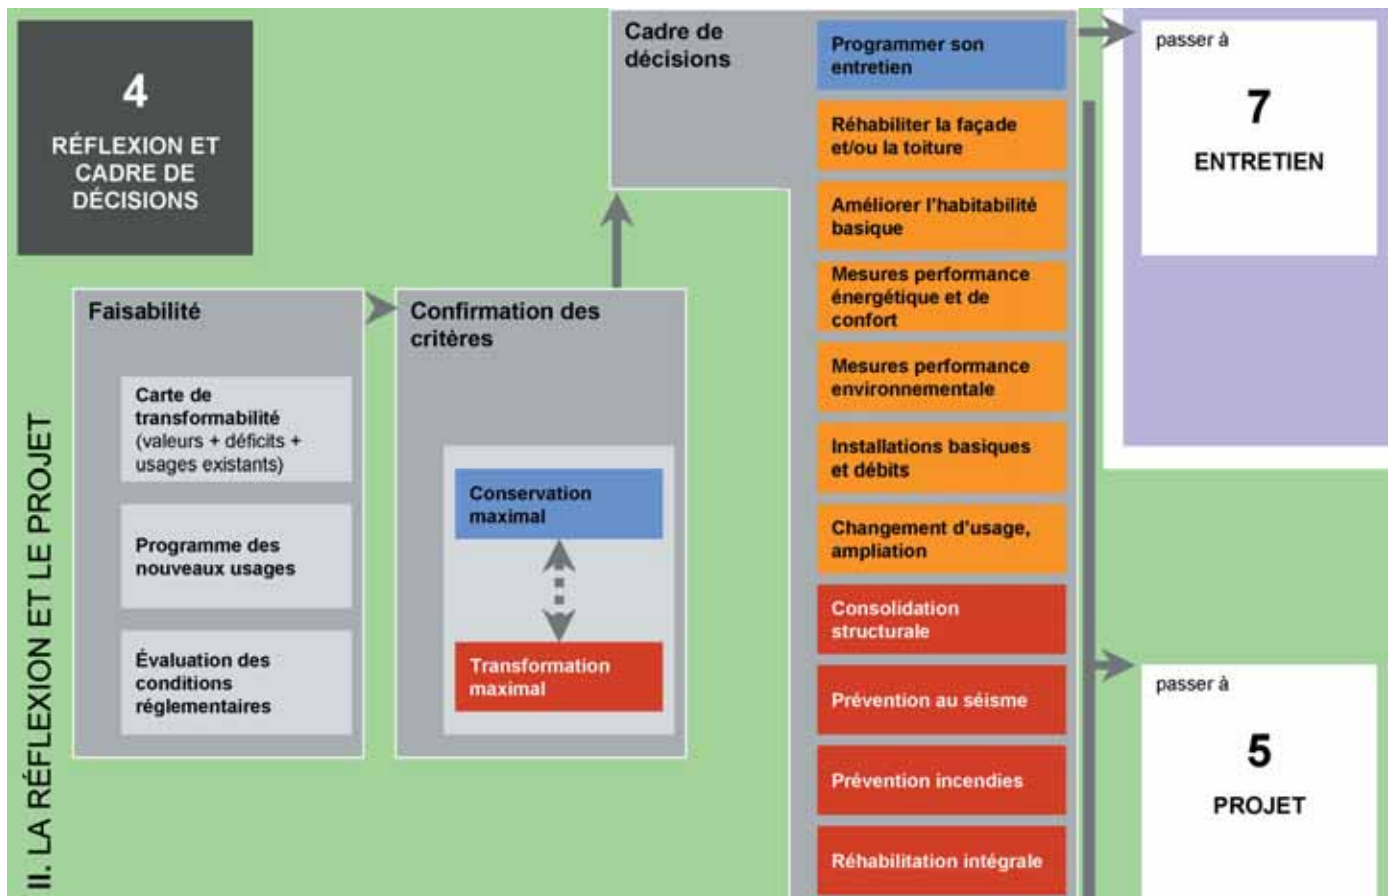 4
RÉFLEXION ET
CADRE DE
DÉCISIONS
II. LA RÉFLEXION ET LE PROJET
Faisabilité
Carte de
transformabilité
(valeurs + déficits +
usages existants)
Programme des
nouveaux usages
Évaluation des
conditions
réglementaires
Confirmation des
critères
Conservation
maximal
Transformation
maximal
Cadre de
décisions
Programmer son
entretien
Réhabiliter la façade
et/ou la toiture
Améliorer l'habitabilité
basique
Mesures performance
énergétique et de
confort
Mesures performance
environnementale
Installations basiques
et débits
Changement d'usage,
ampliation
Consolidation
structurale
Prévention au séisme
Prévention incendies
Réhabilitation intégrale
passer à
7
ENTRETIEN
passer à
5
PROJET